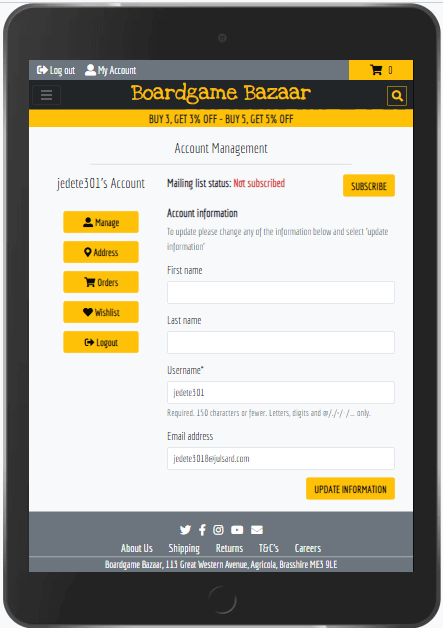 Log out My Account 0
Boardgame Bazaar
BUY 3, GET 3% OFF - BUY 5, GET 5% OFF
Account Management
jedete301's Account
Manage
Address
Orders
Wishlist
Logout
Mailing list status: Not subscribed
SUBSCRIBE
Account information
To update please change any of the information below and select 'update
information'
First name
Last name
Username*
jedete301
Required. 150 characters or fewer. Letters, digits and @/./+/-/_ only.
Email address
jedete3018@julsard.com
UPDATE INFORMATION
About Us Shipping Returns T&C's Careers
Boardgame Bazaar, 113 Great Western Avenue, Agricola, Brasshire ME3 9LE